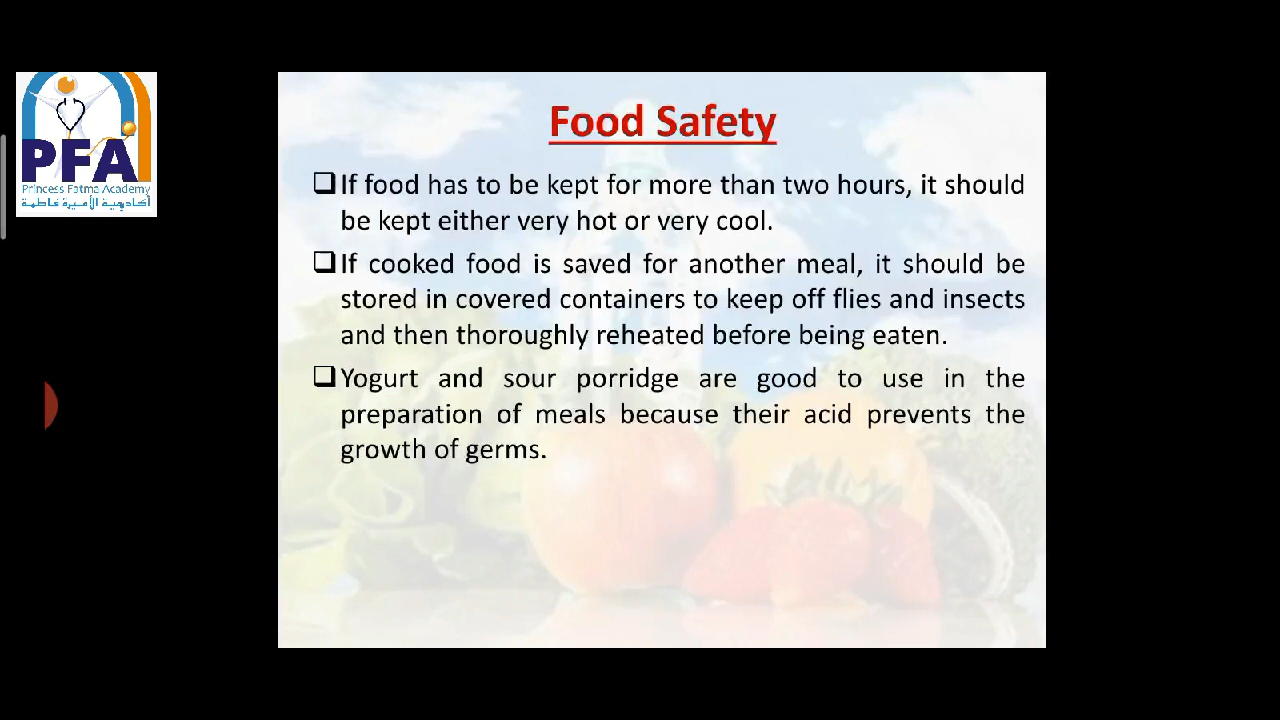 PFA
Princess Fatma Academy
أكاديمية الأميرة فاطمة
Food Safety
If food has to be kept for more than two hours, it should
be kept either very hot or very cool.
If cooked food is saved for another meal, it should be
stored in covered containers to keep off flies and insects
and then thoroughly reheated before being eaten.
Yogurt and sour porridge are good to use in the
preparation of meals because their acid prevents the
growth of germs.